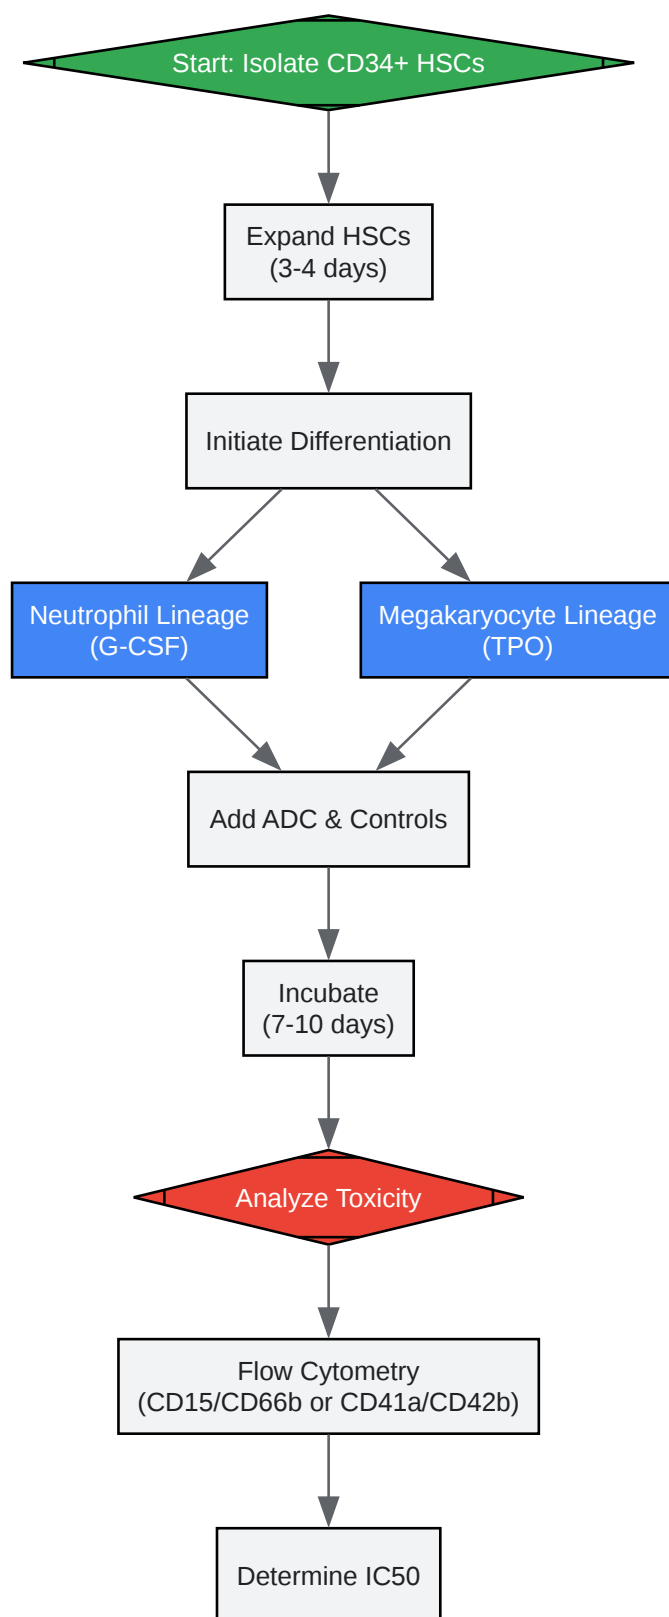 Start: Isolate CD34+ HSCs
Expand HSCs
(3-4 days)
Initiate Differentiation
Neutrophil Lineage
(G-CSF)
Megakaryocyte Lineage
(TPO)
Add ADC & Controls
Incubate
(7-10 days)
Analyze Toxicity
Flow Cytometry
(CD15/CD66b or CD41a/CD42b)
Determine IC50